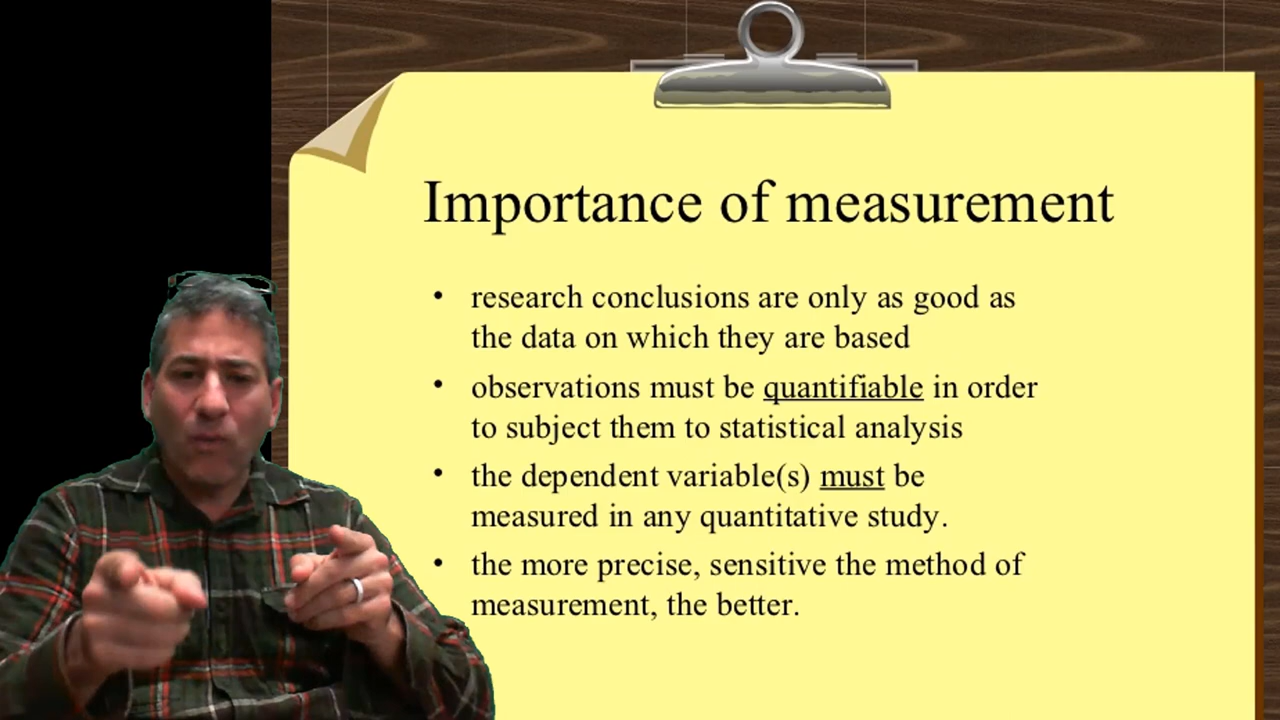 Importance of measurement
• research conclusions are only as good as
the data on which they are based
• observations must be quantifiable in order
to subject them to statistical analysis
• the dependent variable(s) must be
measured in any quantitative study.
• the more precise, sensitive the method of
measurement, the better.